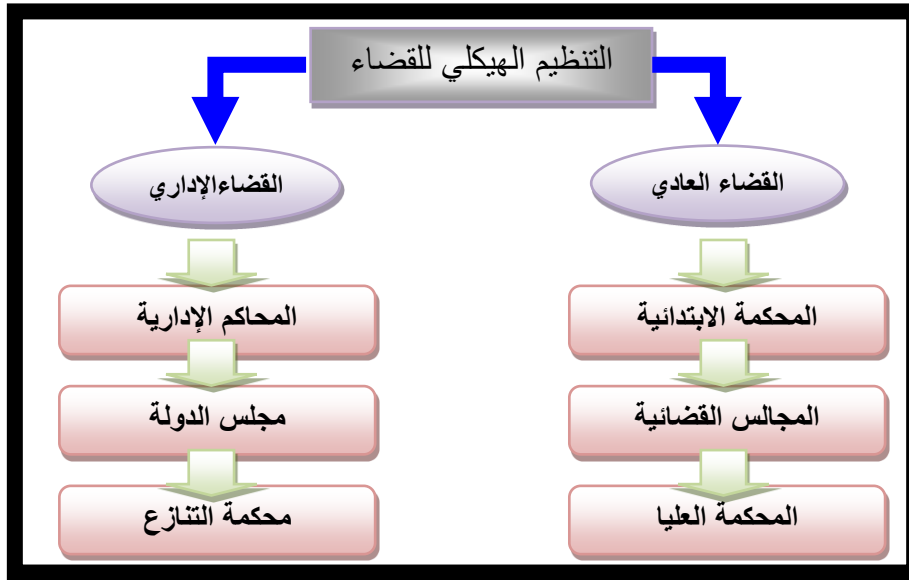 التنظيم الهيكلي للقضاء
القضاء العادي
القضاءالإداري
المحكمة الابتدائية
المحاكم الإدارية
المجالس القضائية
مجلس الدولة
المحكمة العليا
محكمة التنازع